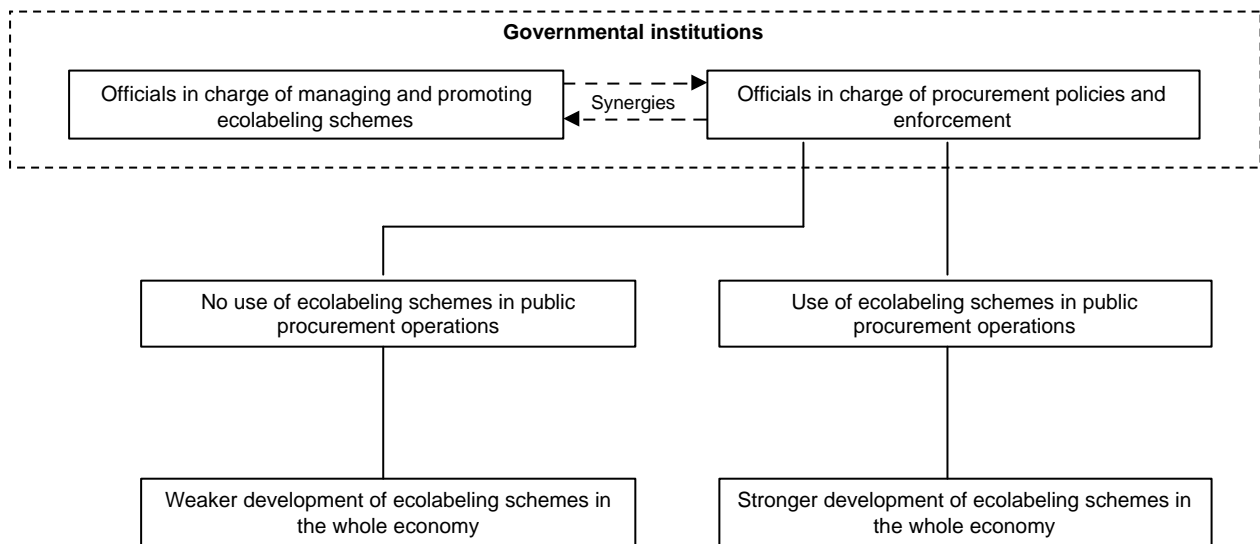 Governmental institutions
Officials in charge of managing and promoting
ecolabeling schemes
Synergies
Officials in charge of procurement policies and
enforcement
No use of ecolabeling schemes in public
procurement operations
Use of ecolabeling schemes in public
procurement operations
Weaker development of ecolabeling schemes in
the whole economy
Stronger development of ecolabeling schemes in
the whole economy